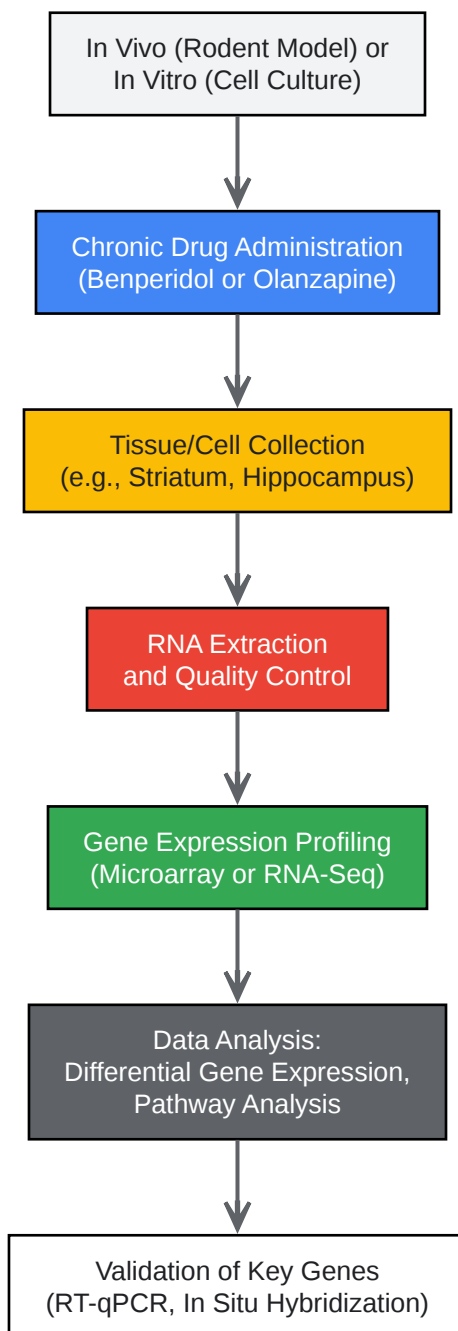 In Vivo (Rodent Model) or
In Vitro (Cell Culture)
Chronic Drug Administration
(Benperidol or Olanzapine)
Tissue/Cell Collection
(e.g., Striatum, Hippocampus)
RNA Extraction
and Quality Control
Gene Expression Profiling
(Microarray or RNA-Seq)
Data Analysis:
Differential Gene Expression,
Pathway Analysis
Validation of Key Genes
(RT-qPCR, In Situ Hybridization)